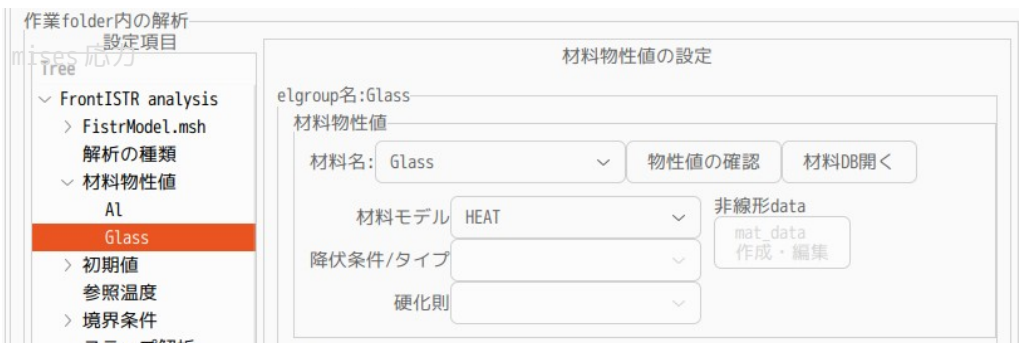 作業folder内の解析
設定項目
mises 応力
Tree
FrontISTR analysis
FistrModel.msh
解析の種類
材料物性値
Al
Glass
初期値
参照温度
境界条件
材料物性値の設定
elgroup名:Glass
材料物性値
材料名: Glass 物性値の確認 材料DB開く
材料モデル HEAT
非線形data
mat_data
作成・編集
降伏条件/タイプ
硬化則